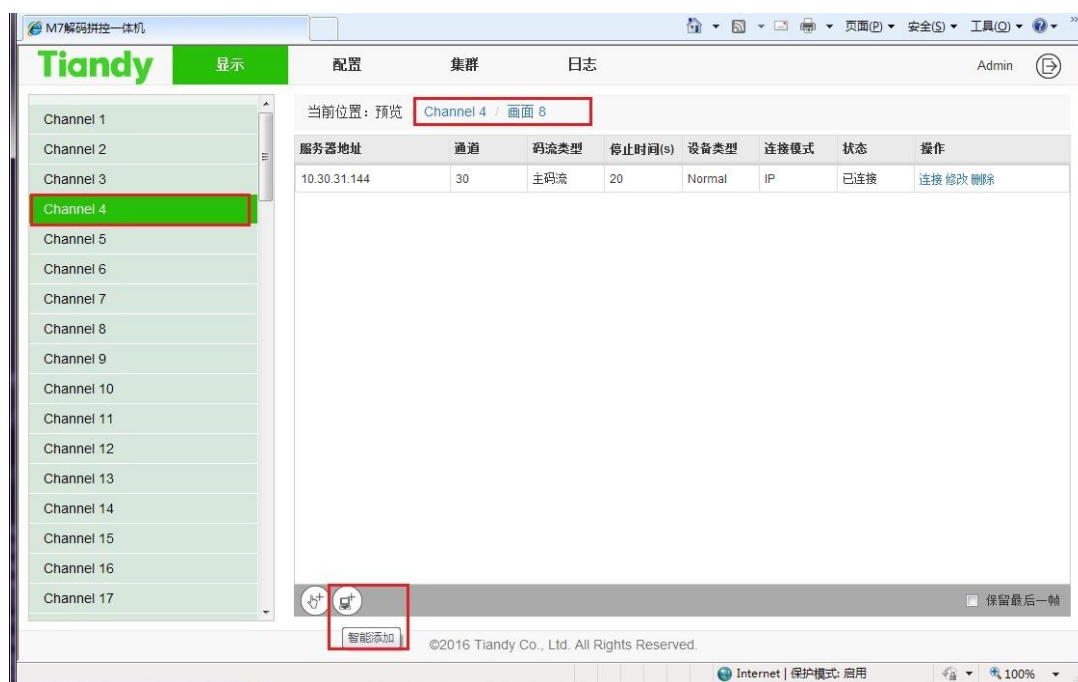 M7解码拼控一体机
页面(P) 安全(S) 工具(O)
Tiandy 显示 配置 集群 日志 Admin
当前位置：预览 Channel 4 / 画面 8
服务器地址 通道 码流类型 停止时间(s) 设备类型 连接模式 状态 操作
10.30.31.144 30 主码流 20 Normal IP 已连接 连接 修改 删除
Channel 1
Channel 2
Channel 3
Channel 4
Channel 5
Channel 6
Channel 7
Channel 8
Channel 9
Channel 10
Channel 11
Channel 12
Channel 13
Channel 14
Channel 15
Channel 16
Channel 17
保留最后一帧
智能添加
©2016 Tiandy Co., Ltd. All Rights Reserved.
Internet | 保护模式: 启用 100%